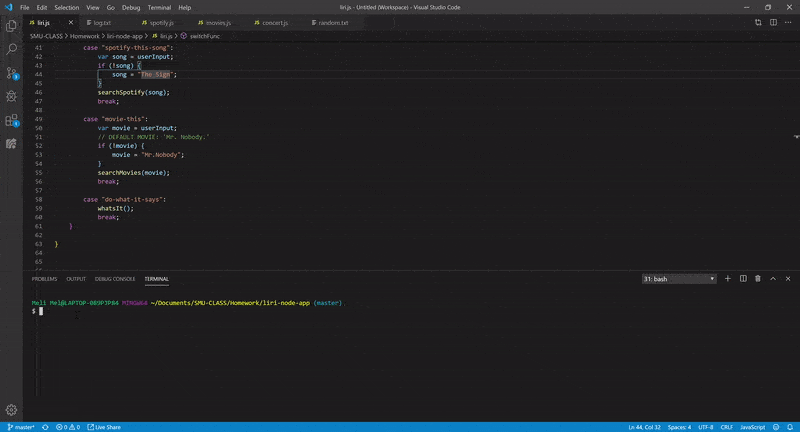 File Edit Selection View Go Debug Terminal Help
liri.js - Untitled (Workspace) - Visual Studio Code
liri.js log.txt spotify.js movies.js concert.js random.txt
SMU-CLASS > Homework > liri-node-app > liri.js > switchFunc
41 case "spotify-this-song":
42 var song = userInput;
43 if (!song) {
44 song = "The Sign";
45 }
46 searchSpotify(song);
47 break;
48
49 case "movie-this":
50 var movie = userInput;
51 // DEFAULT MOVIE: 'Mr. Nobody.'
52 if (!movie) {
53 movie = "Mr.Nobody";
54 }
55 searchMovies(movie);
56 break;
57
58 case "do-what-it-says":
59 whatsIt();
60 break;
61 }
62
63 }
64
65
PROBLEMS OUTPUT DEBUG CONSOLE TERMINAL
31: bash
Meli Mel@LAPTOP-089P3P84 MINGW64 ~/Documents/SMU-CLASS/Homework/liri-node-app (master)
$
master* 0 0 Live Share
Ln 44, Col 32 Spaces: 4 UTF-8 CRLF JavaScript